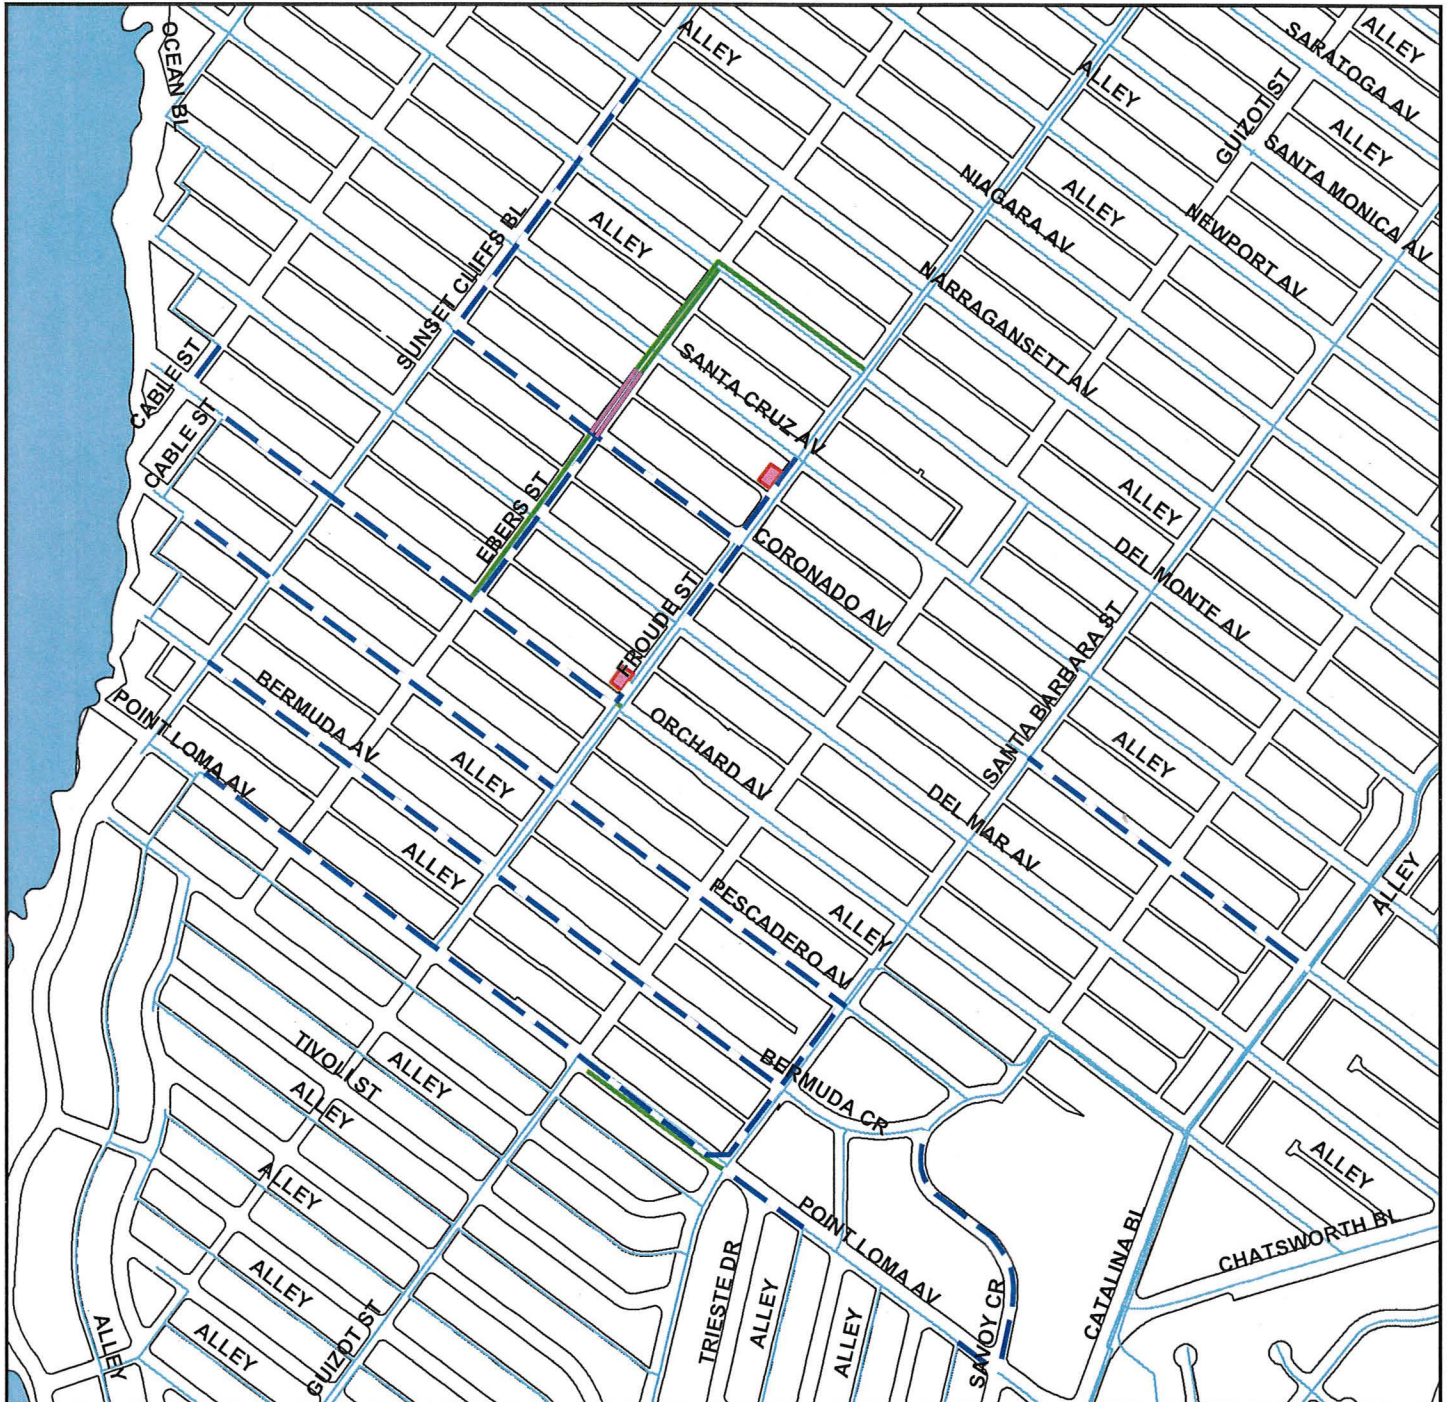 ALLEY
OCEAN BL
ALLEY
SARATOGA AV
ALLEY
GUIZOT ST
ALLEY
SANTA MONICA AV
NIAGARA AV
ALLEY
NEWPORT AV
ALLEY
SUNSET CLIFFS BL
NARRAGANSETT AV
CABLE ST
CABLE ST
SANTA CRUZ AV
EBERS ST
ALLEY
CORONADO AV
DEL MONTE AV
FROUDE ST
SANTA BARBARA ST
BERMUDA AV
POINT LOMA AV
ALLEY
ORCHARD AV
ALLEY
DEL MAR AV
ALLEY
ALLEY
PESCADERO AV
ALLEY
TIVOLI ST
ALLEY
ALLEY
BERMUDA CR
ALLEY
ALLEY
POINT LOMA AV
CHATSWORTH BL
CATALINA BL
TRIESTE DR
ALLEY
ALLEY
ALLEY
SAVOY CR
ALLEY
ALLEY
GUIZOT ST